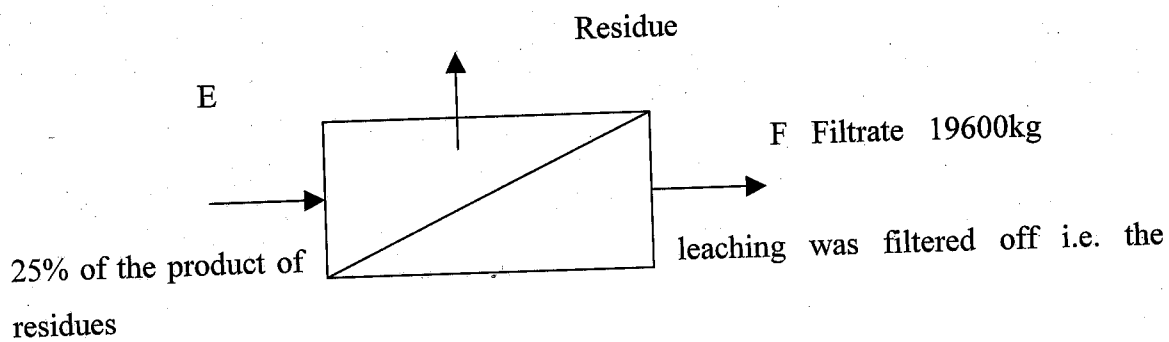 Residue
E
F Filtrate 19600kg
25% of the product of leaching was filtered off i.e. the
residues